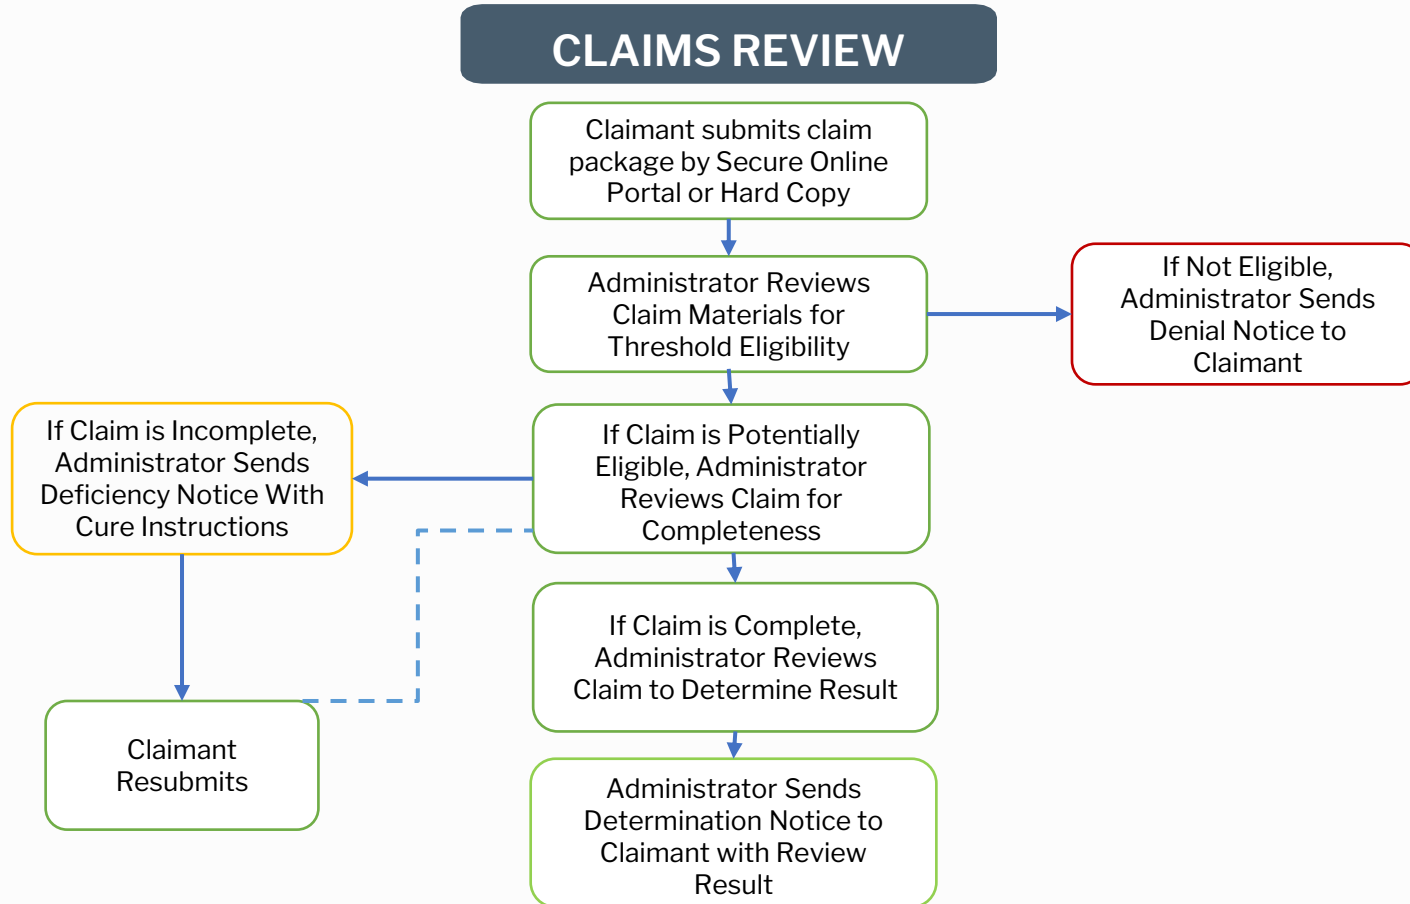 CLAIMS REVIEW
Claimant submits claim
package by Secure Online
Portal or Hard Copy
Administrator Reviews
Claim Materials for
Threshold Eligibility
If Not Eligible,
Administrator Sends
Denial Notice to
Claimant
If Claim is Potentially
Eligible, Administrator
Reviews Claim for
Completeness
If Claim is Incomplete,
Administrator Sends
Deficiency Notice With
Cure Instructions
Claimant
Resubmits
If Claim is Complete,
Administrator Reviews
Claim to Determine Result
Administrator Sends
Determination Notice to
Claimant with Review
Result